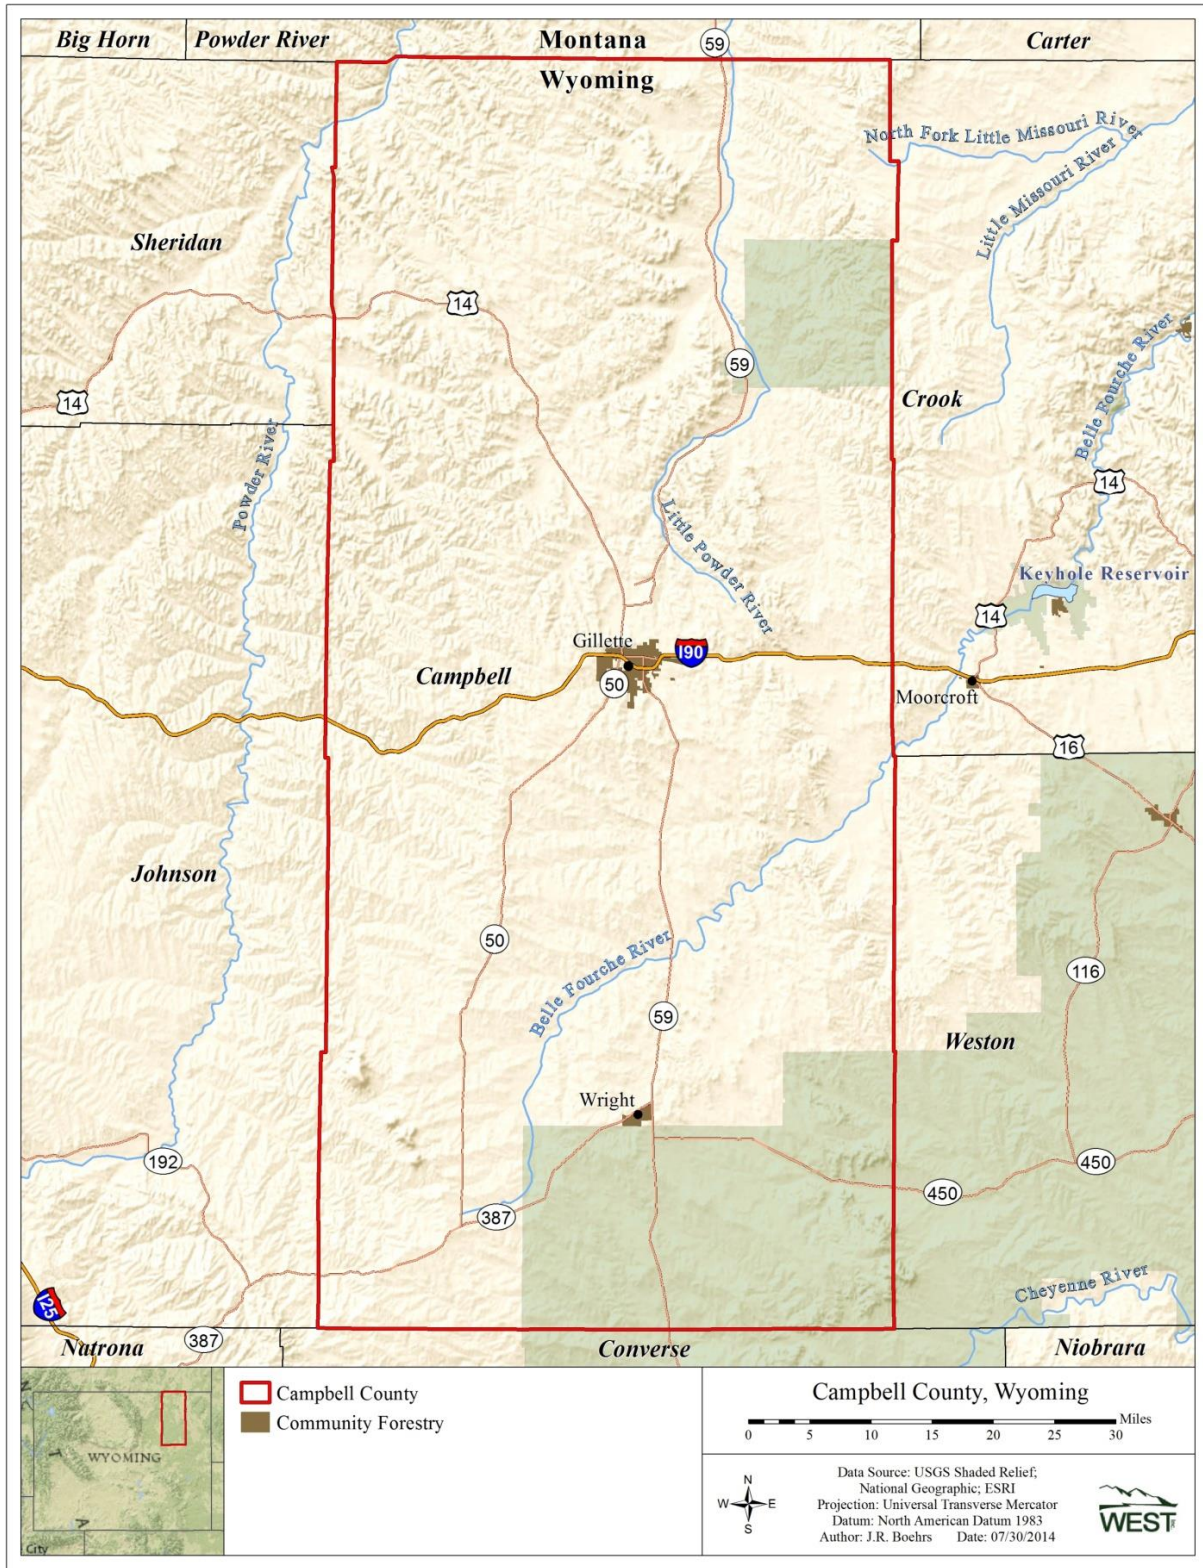 Big Horn
Powder River
Montana
59
Carter
Wyoming
North Fork Little Missouri River
Little Missouri River
Sheridan
14
59
Belle Fourche River
14
Crook
Powder River
14
Little Powder River
Keyhole Reservoir
14
Gillette
I90
Campbell
50
Moorcroft
16
Johnson
50
Belle Fourche River
116
59
Weston
Wright
192
450
450
387
Cheyenne River
I25
Natrona
387
Converse
Niobrara
WYOMING
City
Campbell County
Community Forestry
Campbell County, Wyoming
Miles
0 5 10 15 20 25 30
N
W E
S
Data Source: USGS Shaded Relief;
National Geographic; ESRI
Projection: Universal Transverse Mercator
Datum: North American Datum 1983
Author: J.R. Boehrs Date: 07/30/2014
WEST